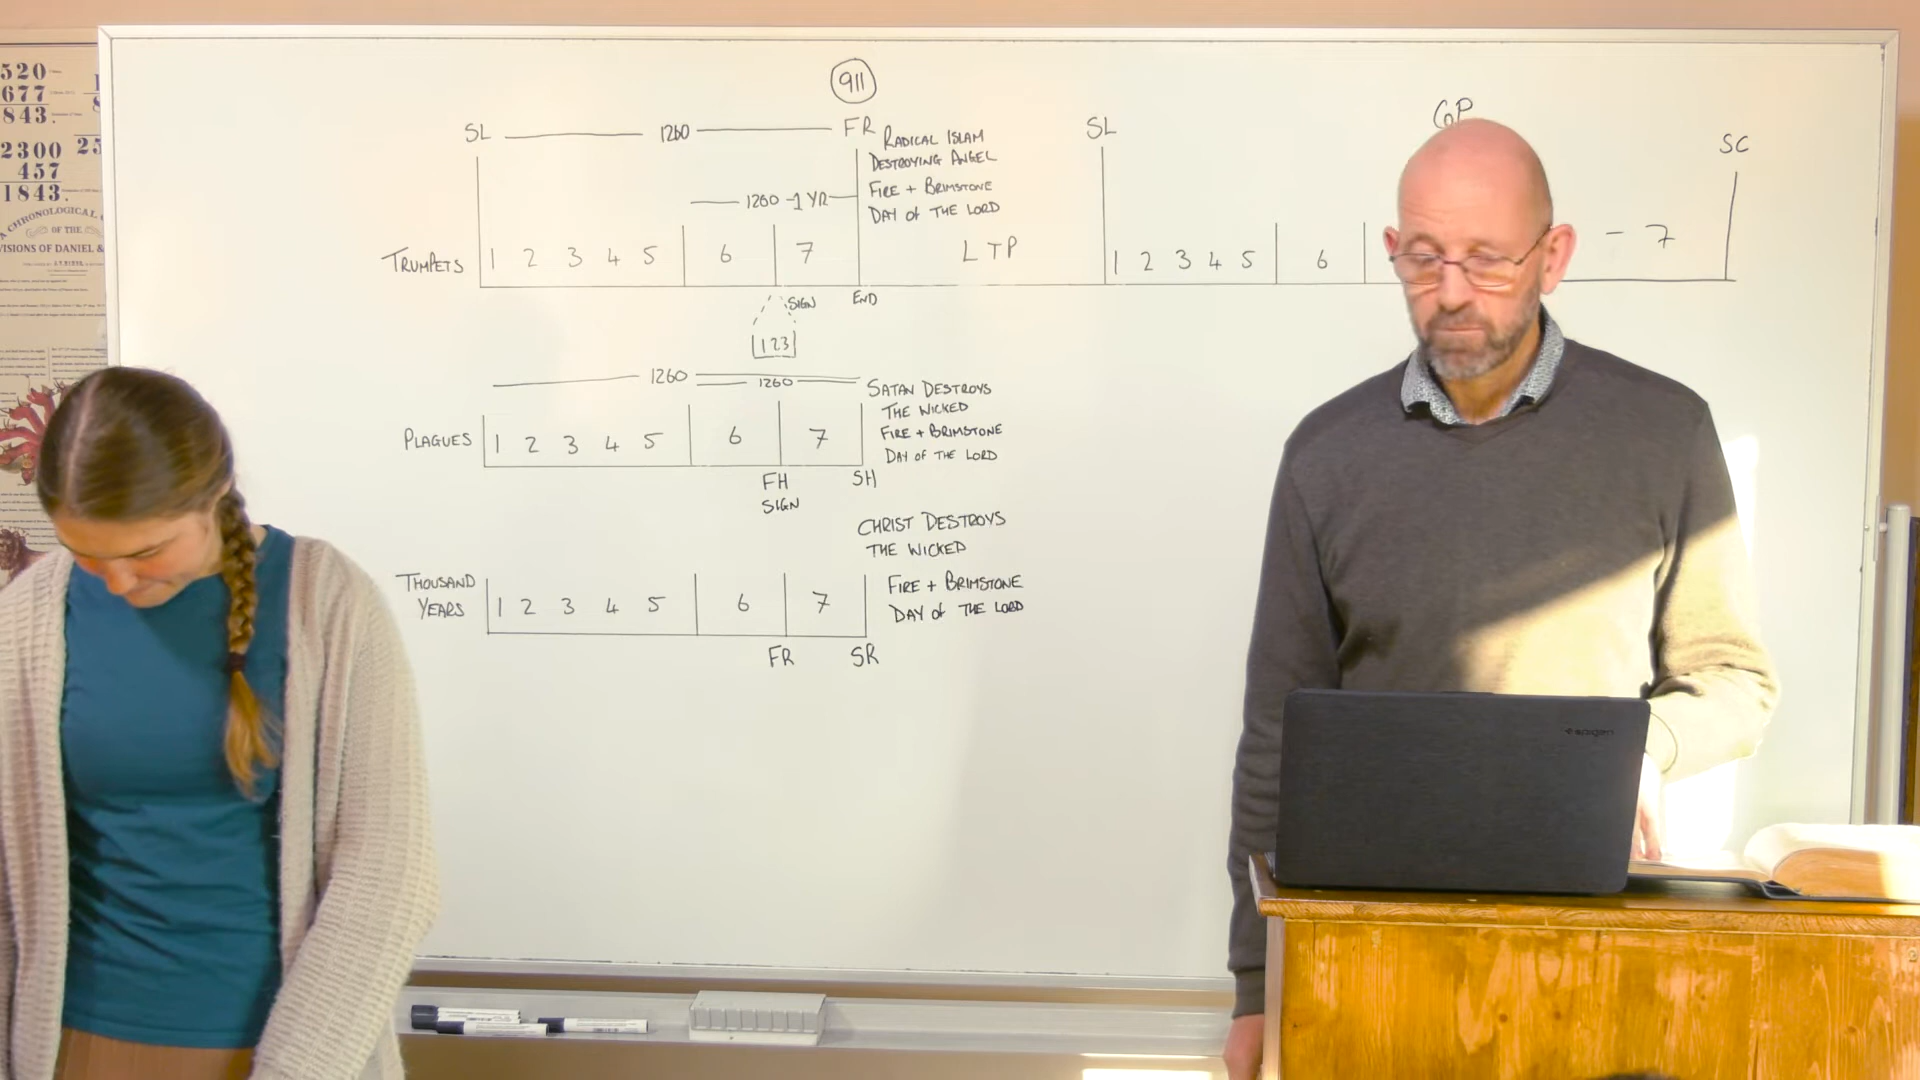 520
677
843.
2300
457
1843.
25
A CHRONOLOGICAL
OF THE
VISIONS OF DANIEL &
911
SL 1260 FR
RADICAL ISLAM
DESTROYING ANGEL
FIRE + BRIMSTONE
DAY OF THE LORD
1260 -1 YR
TRUMPETS 1 2 3 4 5 6 7
SIGN END
123
LTP
SL
SC
1 2 3 4 5 6 - 7
1260
1260
PLAGUES 1 2 3 4 5 6 7
SATAN DESTROYS
THE WICKED
FIRE + BRIMSTONE
DAY OF THE LORD
FH SH
SIGN
CHRIST DESTROYS
THE WICKED
THOUSAND
YEARS 1 2 3 4 5 6 7
FIRE + BRIMSTONE
DAY OF THE LORD
FR SR
spigen